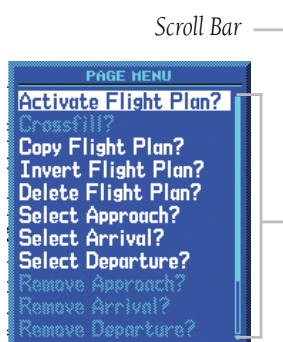 Scroll Bar
PAGE MENU
Activate Flight Plan?
Crossfill?
Copy Flight Plan?
Invert Flight Plan?
Delete Flight Plan?
Select Approach?
Select Arrival?
Select Departure?
Remove Approach?
Remove Arrival?
Remove Departure?